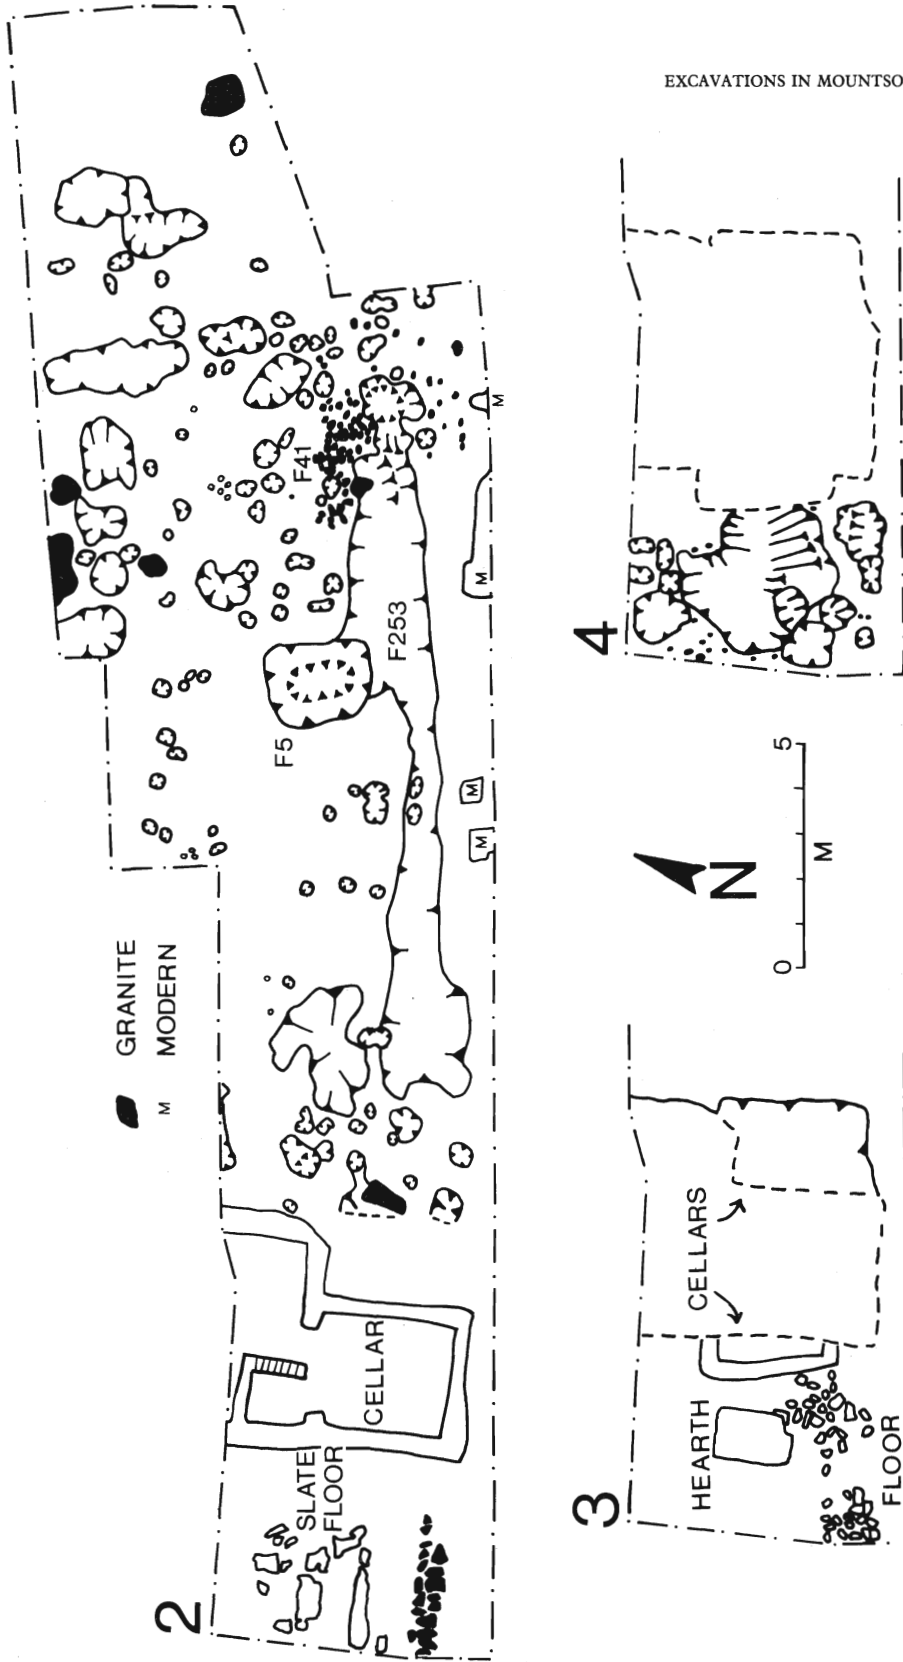 EXCAVATIONS IN MOUNTSO
2
SLATE
FLOOR
CELLAR
GRANITE
M MODERN
F5
F253
F41
M
M
M
M
3
HEARTH
FLOOR
CELLARS
N
0 5
M
4